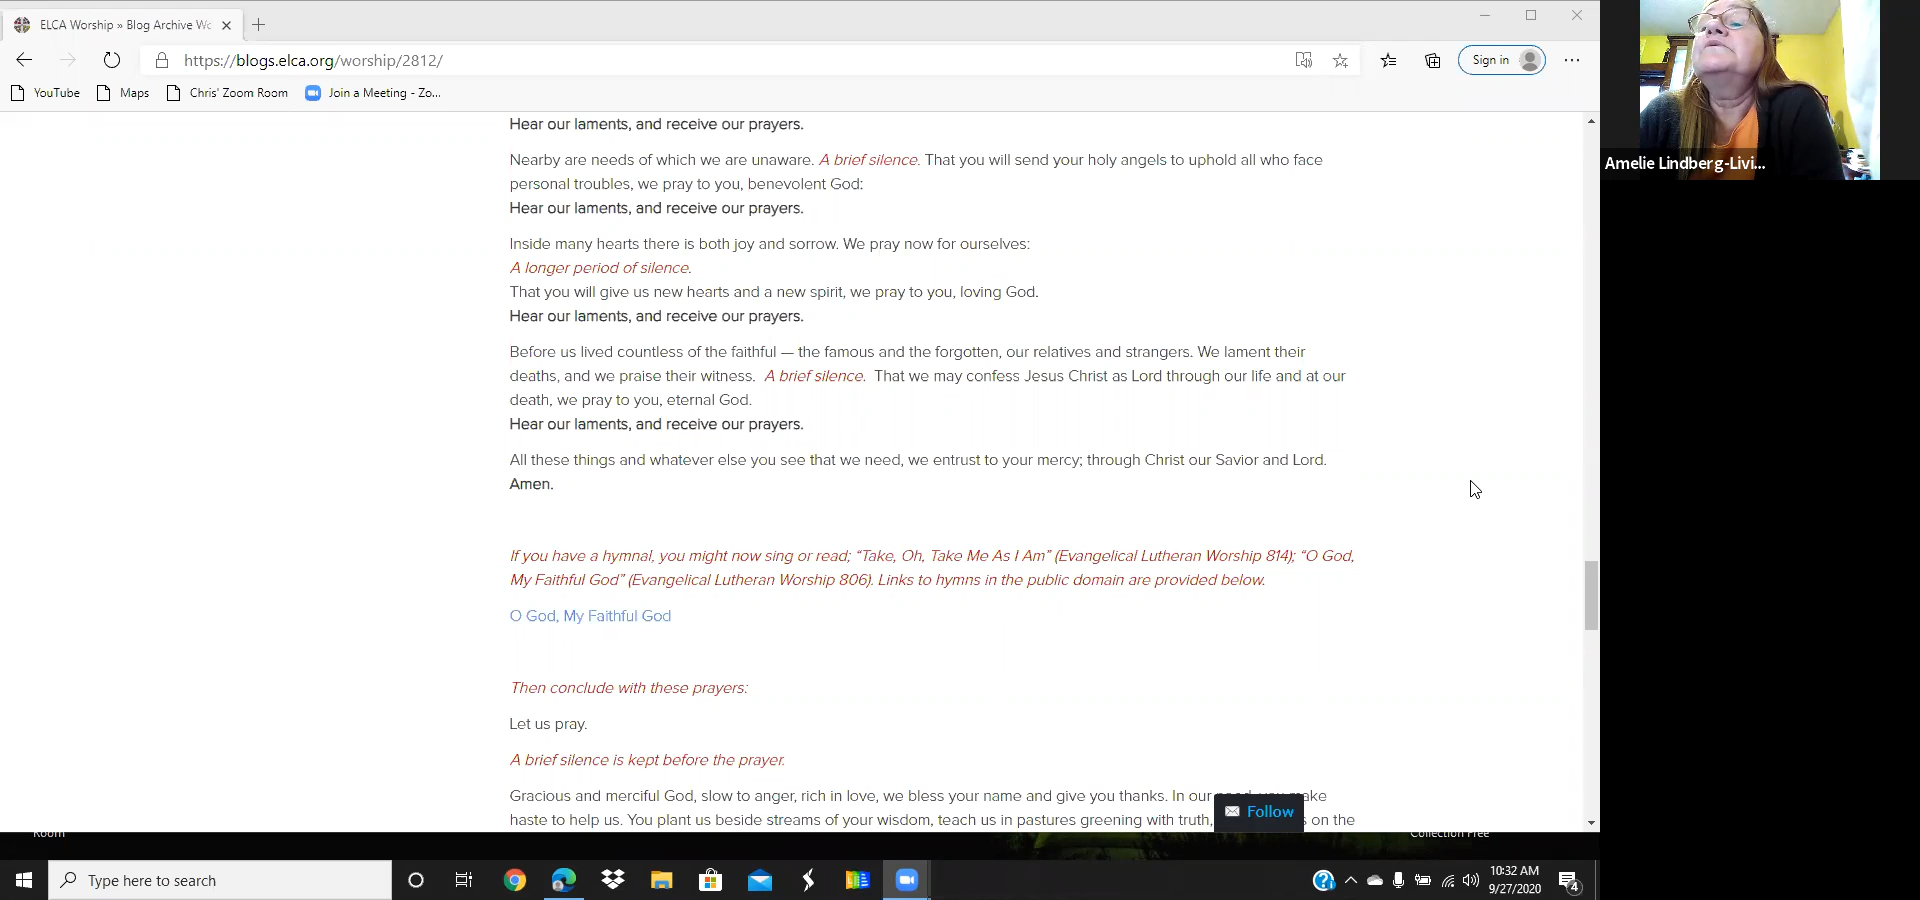 ELCA Worship » Blog Archive Wo
https://blogs.elca.org/worship/2812/
Sign in
YouTube
Maps
Chris' Zoom Room
Join a Meeting - Zo...
Hear our laments, and receive our prayers.
Nearby are needs of which we are unaware. A brief silence. That you will send your holy angels to uphold all who face
personal troubles, we pray to you, benevolent God:
Hear our laments, and receive our prayers.
Inside many hearts there is both joy and sorrow. We pray now for ourselves:
A longer period of silence.
That you will give us new hearts and a new spirit, we pray to you, loving God.
Hear our laments, and receive our prayers.
Before us lived countless of the faithful — the famous and the forgotten, our relatives and strangers. We lament their
deaths, and we praise their witness. A brief silence. That we may confess Jesus Christ as Lord through our life and at our
death, we pray to you, eternal God.
Hear our laments, and receive our prayers.
All these things and whatever else you see that we need, we entrust to your mercy; through Christ our Savior and Lord.
Amen.
If you have a hymnal, you might now sing or read; “Take, Oh, Take Me As I Am” (Evangelical Lutheran Worship 814); “O God,
My Faithful God” (Evangelical Lutheran Worship 806). Links to hymns in the public domain are provided below.
O God, My Faithful God
Then conclude with these prayers:
Let us pray.
A brief silence is kept before the prayer.
Gracious and merciful God, slow to anger, rich in love, we bless your name and give you thanks. In our make
haste to help us. You plant us beside streams of your wisdom, teach us in pastures greening with truth, on the
Follow
Room
Collection Free
Type here to search
10:32 AM
9/27/2020
4
Amelie Lindberg-Livi...